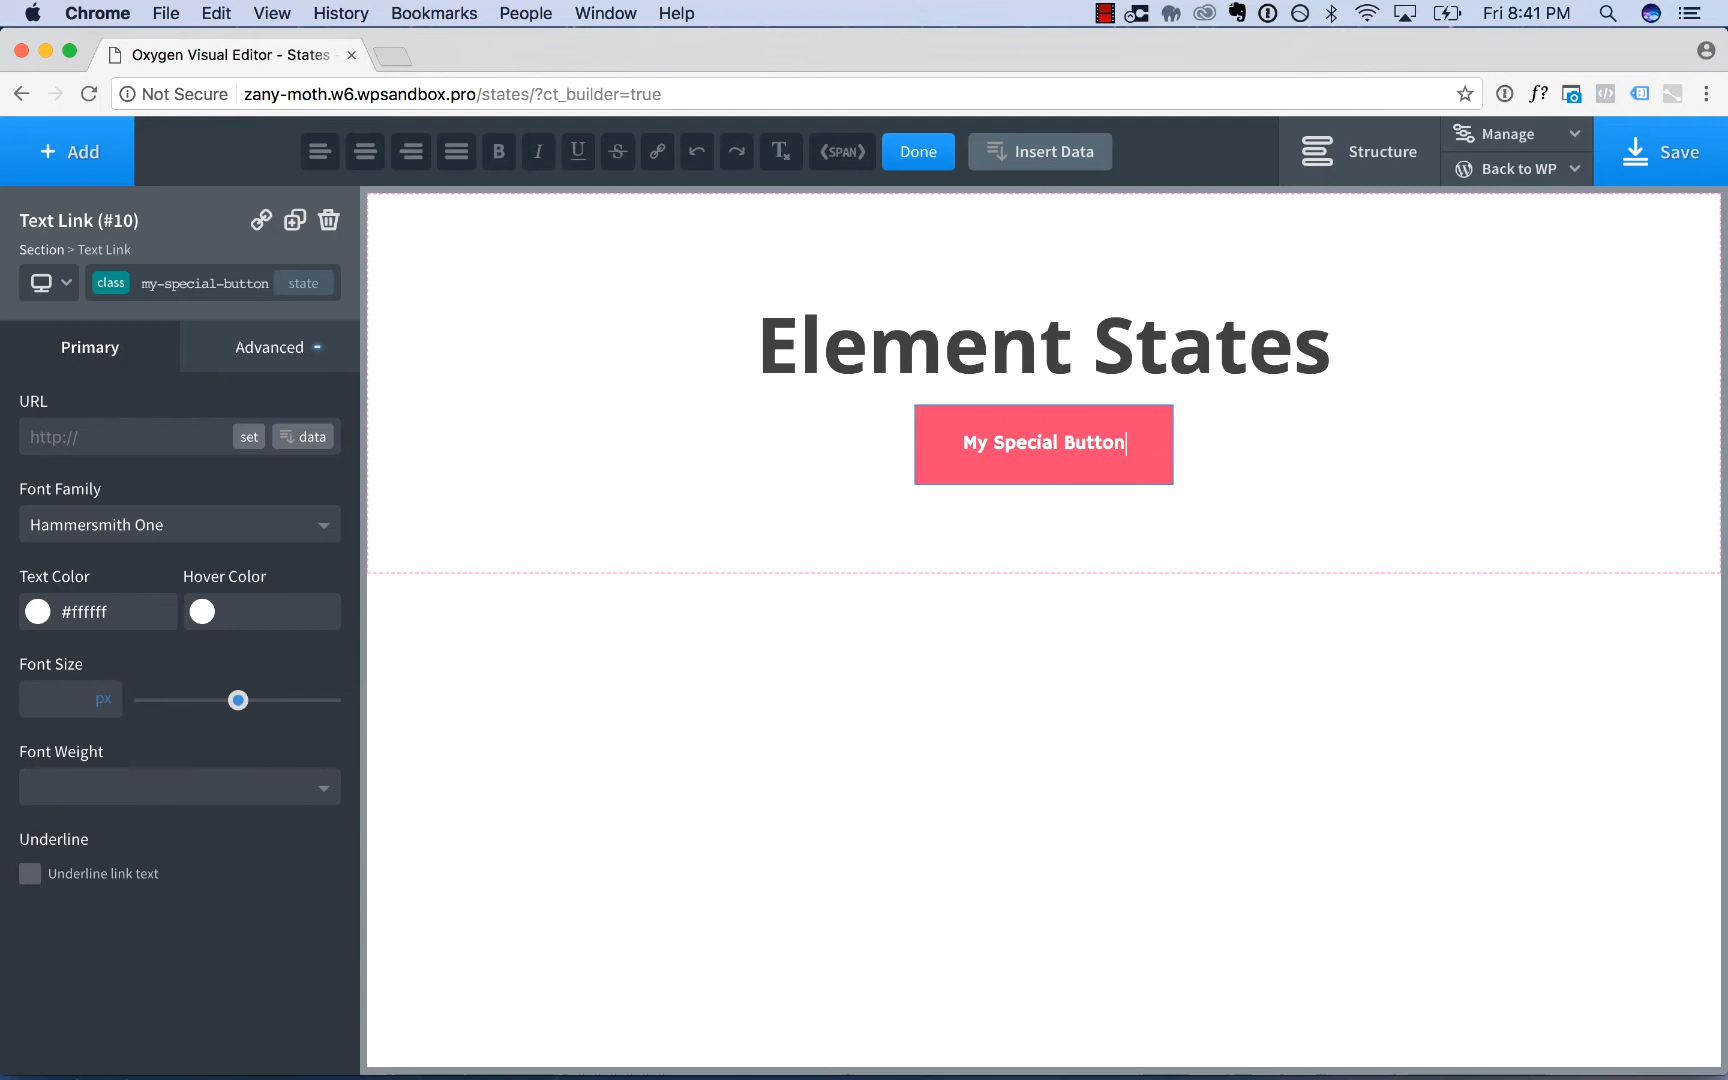 Chrome File Edit View History Bookmarks People Window Help Fri 8:41 PM
Oxygen Visual Editor - States -
Not Secure zany-moth.w6.wpsandbox.pro/states/?ct_builder=true f?
+ Add B I U S T <SPAN> Done Insert Data Structure Manage Save
Back to WP
Text Link (#10)
Section > Text Link
class my-special-button state
Primary Advanced
URL
http:// set data
Font Family
Hammersmith One
Text Color Hover Color
#ffffff
Font Size
px
Font Weight
Underline
Underline link text
Element States
My Special Button